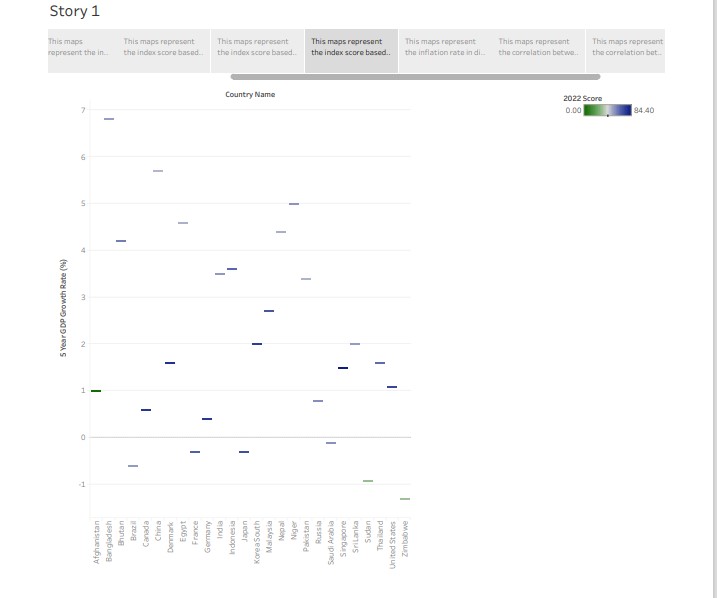 Story 1
This maps
represent the in..
This maps represent
the index score based..
This maps represent
the index score based..
This maps represent
the index score based..
This maps represent
the inflation rate in di...
This maps represent
the correlation betwe..
This maps represent
the correlation bet..
Country Name
2022 Score
0.00
84.40
7
6
5
4
3
2
1
0
-1
5 Year GDP Growth Rate (%)
Afghanistan
Bangladesh
Bhutan
Brazil
Canada
China
Denmark
Egypt
France
Germany
India
Indonesia
Japan
Korea South
Malaysia
Nepal
Niger
Pakistan
Russia
Saudi Arabia
Singapore
Sri Lanka
Sudan
Thailand
United States
Zimbabwe